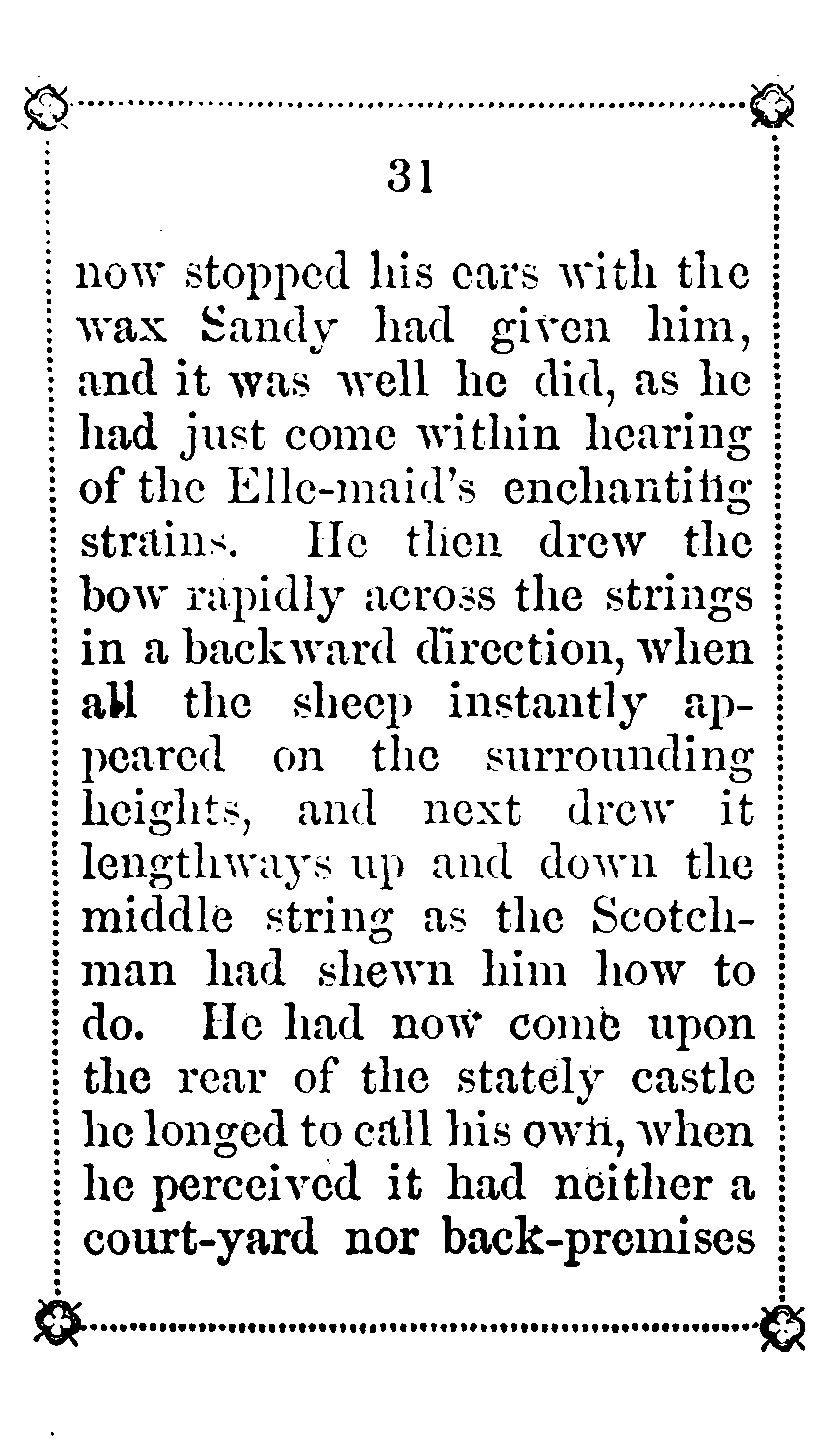 31
now stopped his ears with the
wax Sandy had given him,
and it was well he did, as he
had just come within hearing
of the Elle-maid's enchanting
strains. He then drew the
bow rapidly across the strings
in a backward direction, when
all the sheep instantly ap-
peared on the surrounding
heights, and next drew it
lengthways up and down the
middle string as the Scotch-
man had shewn him how to
do. He had now come upon
the rear of the stately castle
he longed to call his own, when
he perceived it had neither a
court-yard nor back-premises